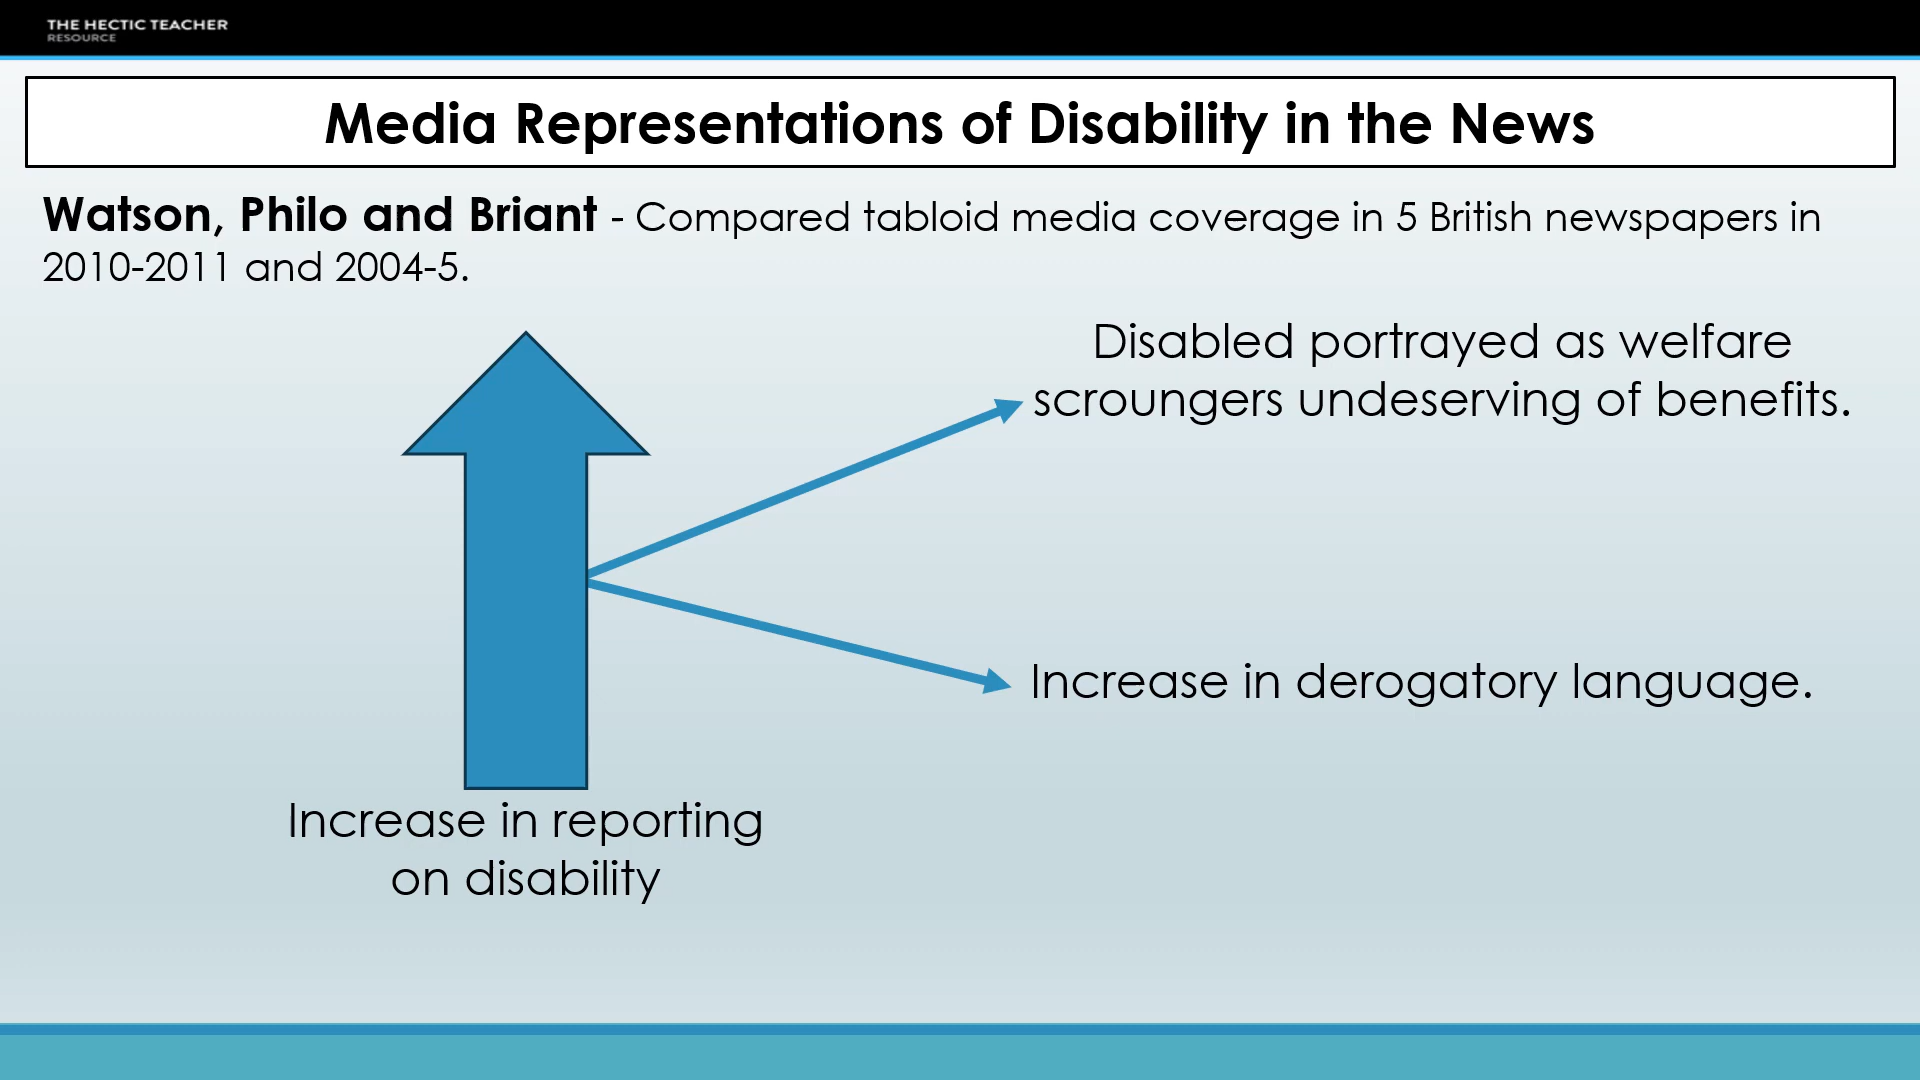 THE HECTIC TEACHER
RESOURCE
Media Representations of Disability in the News
Watson, Philo and Briant - Compared tabloid media coverage in 5 British newspapers in
2010-2011 and 2004-5.
Disabled portrayed as welfare
scroungers undeserving of benefits.
Increase in derogatory language.
Increase in reporting
on disability